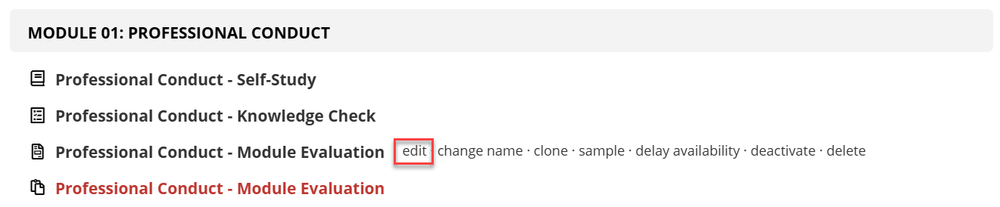 MODULE 01: PROFESSIONAL CONDUCT
Professional Conduct - Self-Study
Professional Conduct - Knowledge Check
Professional Conduct - Module Evaluation edit · change name · clone · sample · delay availability · deactivate · delete
Professional Conduct - Module Evaluation